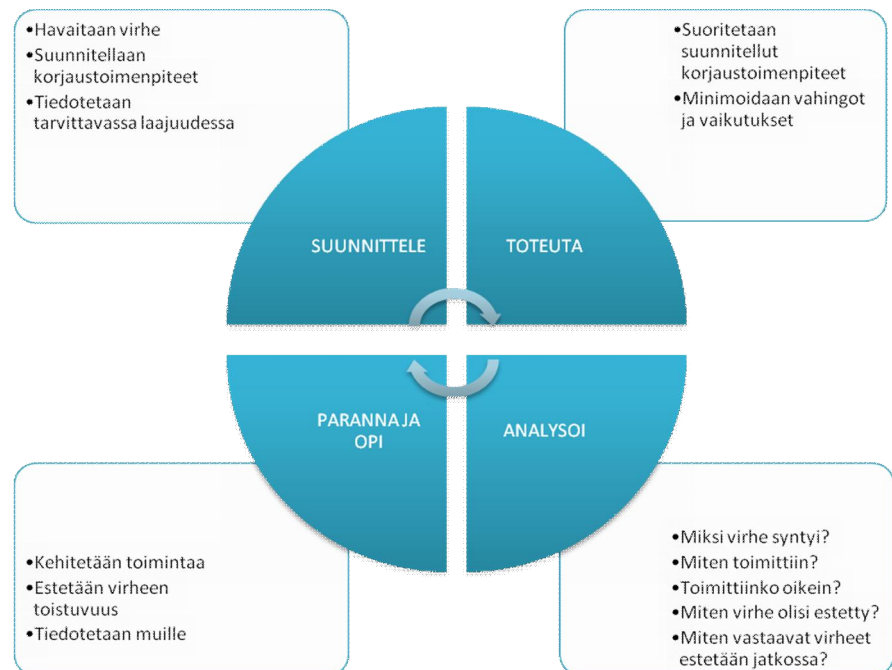 •Havaitaan virhe
•Suunnitellaan
korjaustoimenpiteet
•Tiedotetaan
tarvittavassa laajuudessa
•Suoritetaan
suunnitellut
korjaustoimenpiteet
•Minimoidaan vahingot
ja vaikutukset
SUUNNITTELE
TOTEUTA
PARANNA JA
OPI
ANALYSOI
•Kehitetään toimintaa
•Estetään virheen
toistuvuus
•Tiedotetaan muille
•Miksi virhe syntyi?
•Miten toimittiin?
•Toimittiinko oikein?
•Miten virhe olisi estetty?
•Miten vastaavat virheet
estetään jatkossa?